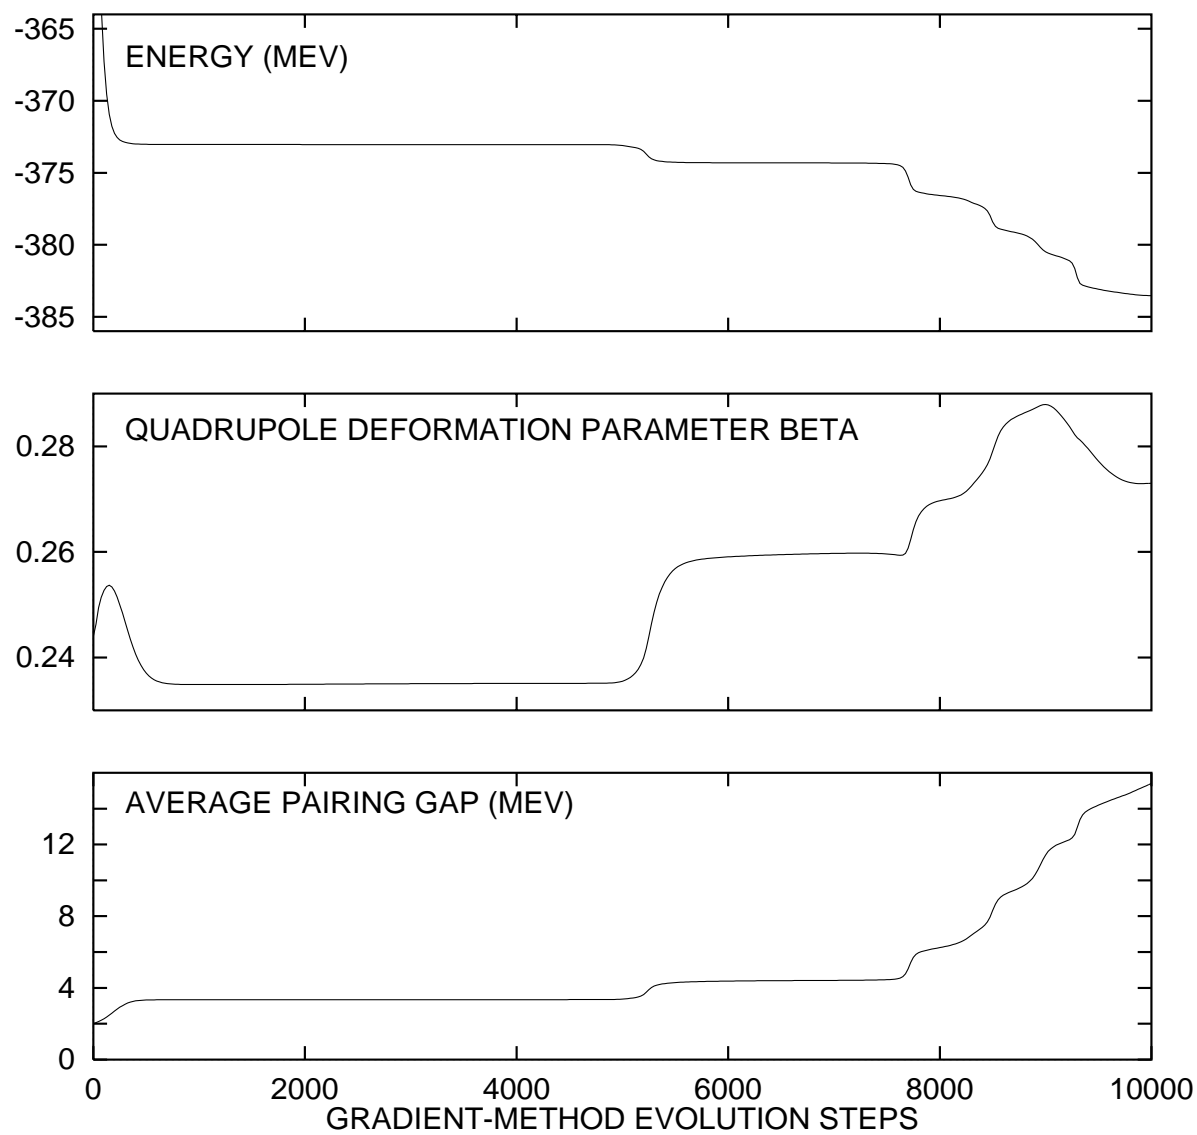 -365
ENERGY (MEV)
-370
-375
-380
-385
QUADRUPOLE DEFORMATION PARAMETER BETA
0.28
0.26
0.24
AVERAGE PAIRING GAP (MEV)
12
8
4
0
0 2000 4000 6000 8000 10000
GRADIENT-METHOD EVOLUTION STEPS